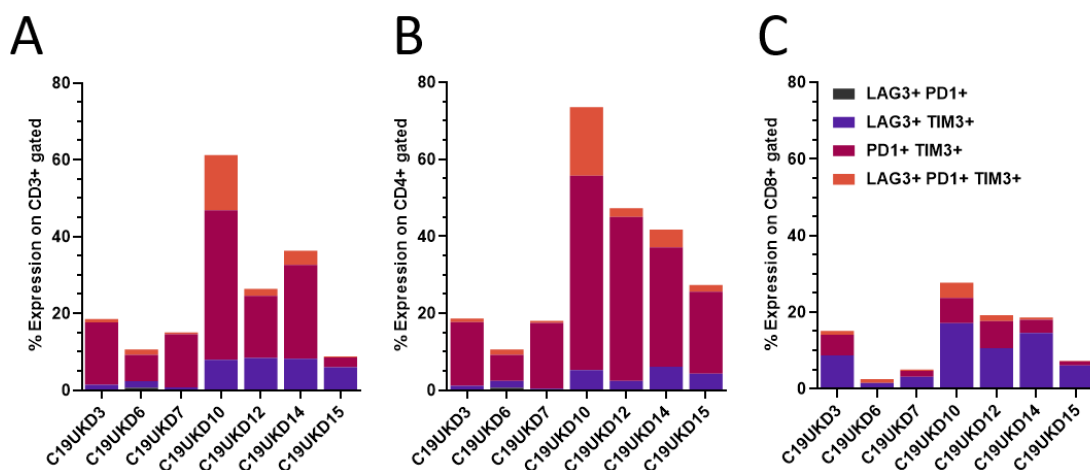 A
B
C
% Expression on CD3+ gated
80
60
40
20
0
C19UKD3
C19UKD6
C19UKD7
C19UKD10
C19UKD12
C19UKD14
C19UKD15
% Expression on CD4+ gated
80
60
40
20
0
C19UKD3
C19UKD6
C19UKD7
C19UKD10
C19UKD12
C19UKD14
C19UKD15
% Expression on CD8+ gated
80
60
40
20
0
LAG3+ PD1+
LAG3+ TIM3+
PD1+ TIM3+
LAG3+ PD1+ TIM3+
C19UKD3
C19UKD6
C19UKD7
C19UKD10
C19UKD12
C19UKD14
C19UKD15